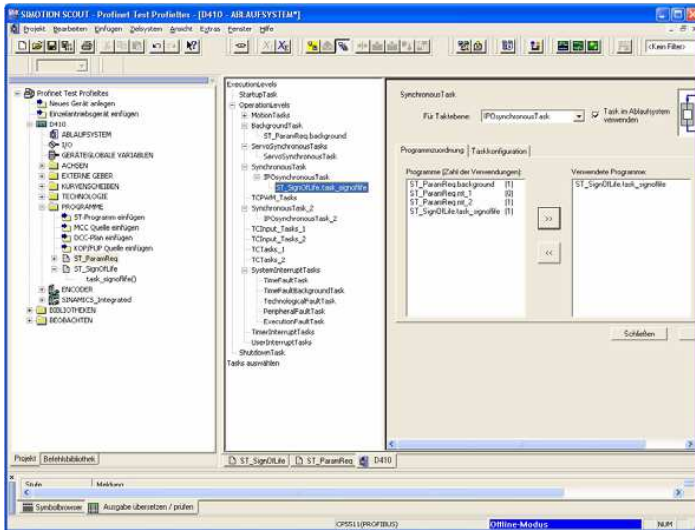 SIMOTION SCOUT - Profinet Test Profieltes - [D410 - ABLAUFSYSTEM*]
Projekt Bearbeiten Einfügen Zielsystem Ansicht Extras Fenster Hilfe
<Kein Filter>
Profinet Test Profieltes
Neues Gerät anlegen
Einzelantriebsgerät einfügen
D410
ABLAUFSYSTEM
I/O
GERÄTEGLOBALE VARIABLEN
ACHSEN
EXTERNE GEBER
KURVENSCHEIBEN
TECHNOLOGIE
PROGRAMME
ST-Programm einfügen
MCC Quelle einfügen
DCC-Plan einfügen
KOP/FUP Quelle einfügen
ST_ParamReq
ST_SignOfLife
task_signoflife()
ENCODER
SINAMICS_Integrated
BIBLIOTHEKEN
BEOBACHTEN
Projekt Befehlsbibliothek
ExecutionLevels
StartupTask
OperationLevels
MotionTasks
BackgroundTask
ST_ParamReq.background
ServoSynchronousTasks
ServoSynchronousTask
SynchronousTask
IPOsynchronousTask
ST_SignOfLife.task_signoflife
TCPWM_Tasks
SynchronousTask_2
IPOsynchronousTask_2
TCInput_Tasks_1
TCInput_Tasks_2
TCTasks_1
TCTasks_2
SystemInterruptTasks
TimeFaultTask
TimeFaultBackgroundTask
TechnologicalFaultTask
PeripheralFaultTask
ExecutionFaultTask
TimerInterruptTasks
UserInterruptTasks
ShutdownTask
Tasks auswählen
SynchronousTask
Für Taktebene: IPOsynchronousTask
Task im Ablaufsystem
verwenden
Programmzuordnung Taskkonfiguration
Programme (Zahl der Verwendungen):
ST_ParamReq.background (1)
ST_ParamReq.mt_1 (0)
ST_ParamReq.mt_2 (1)
ST_SignOfLife.task_signoflife (1)
>>
<<
Verwendete Programme:
ST_SignOfLife.task_signoflife
Schließen
ST_SignOfLife ST_ParamReq D410
Stufe Meldung
Symbolbrowser Ausgabe übersetzen / prüfen
CP5511(PROFIBUS) Offline-Modus NUM